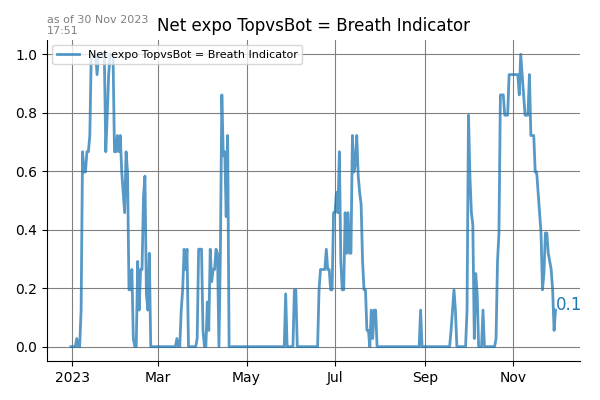 as of 30 Nov 2023
17:51
Net expo TopvsBot = Breath Indicator
Net expo TopvsBot = Breath Indicator
1.0
0.8
0.6
0.4
0.2
0.0
0.1
2023
Mar
May
Jul
Sep
Nov